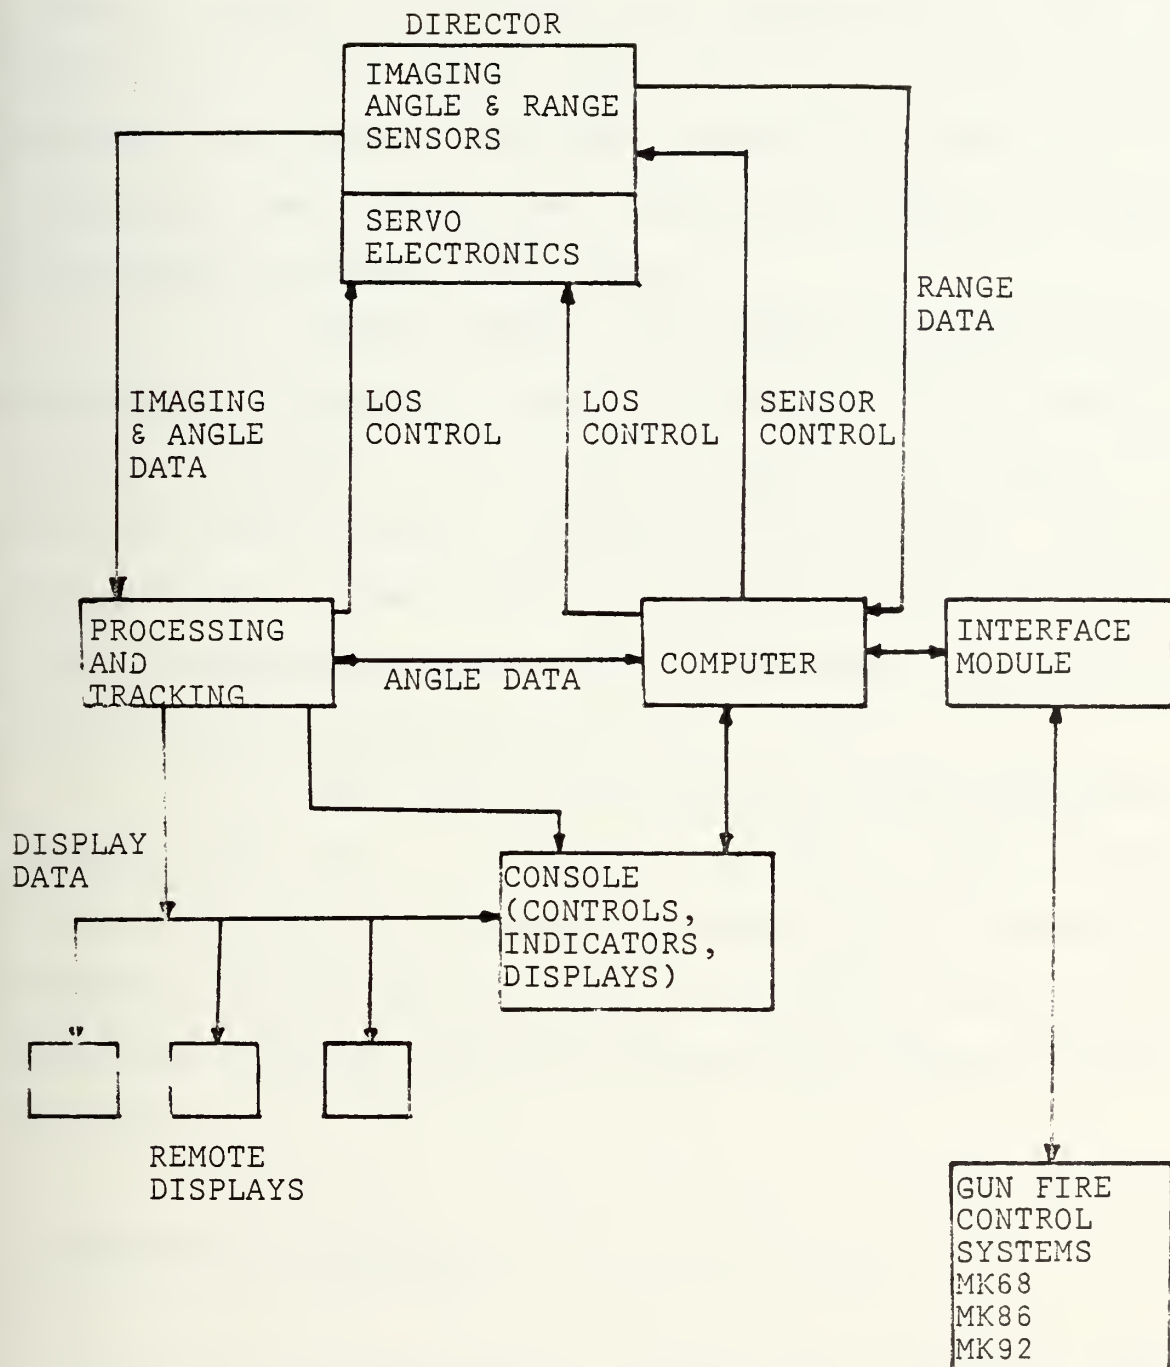 DIRECTOR
IMAGING
ANGLE & RANGE
SENSORS
SERVO
ELECTRONICS
RANGE
DATA
IMAGING
& ANGLE
DATA
LOS
CONTROL
LOS
CONTROL
SENSOR
CONTROL
PROCESSING
AND
TRACKING
ANGLE DATA
COMPUTER
INTERFACE
MODULE
DISPLAY
DATA
CONSOLE
(CONTROLS,
INDICATORS,
DISPLAYS)
REMOTE
DISPLAYS
GUN FIRE
CONTROL
SYSTEMS
MK68
MK86
MK92